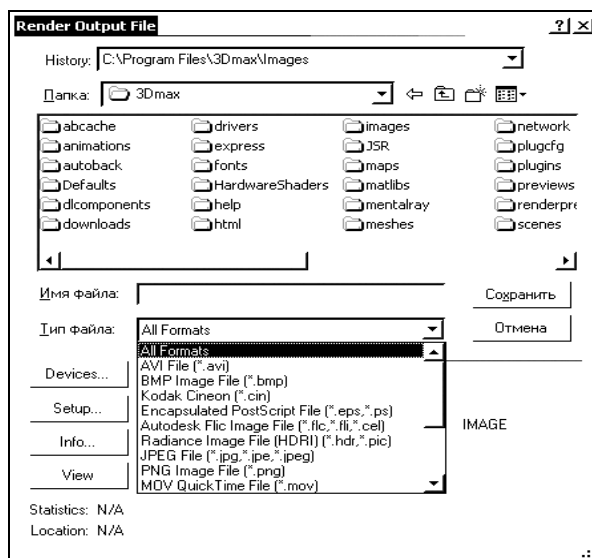 Render Output File
History: C:\Program Files\3Dmax\Images
Папка: 3Dmax
abcache drivers images network
animations express JSR plugcfg
autoback fonts maps plugins
Defaults HardwareShaders matlibs previews
dlcomponents help mentalray renderpre
downloads html meshes scenes
Имя файла: Сохранить
Тип файла: All Formats Отмена
All Formats
AVI File (*.avi)
Devices... BMP Image File (*.bmp)
Kodak Cineon (*.cin)
Setup... Encapsulated PostScript File (*.eps,*.ps)
Autodesk Flic Image File (*.flc,*.fli,*.cel) IMAGE
Info... Radiance Image File (HDRI) (*.hdr,*.pic)
JPEG File (*.jpg,*.jpe,*.jpeg)
View PNG Image File (*.png)
MOV QuickTime File (*.mov)
Statistics: N/A
Location: N/A